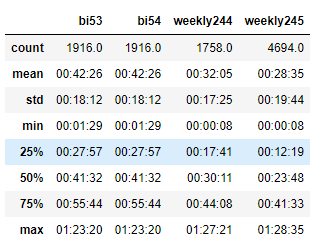 bi53 bi54 weekly244 weekly245
count 1916.0 1916.0 1758.0 4694.0
mean 00:42:26 00:42:26 00:32:05 00:28:35
std 00:18:12 00:18:12 00:17:25 00:19:44
min 00:01:29 00:01:29 00:00:08 00:00:08
25% 00:27:57 00:27:57 00:17:41 00:12:19
50% 00:41:32 00:41:32 00:30:11 00:23:48
75% 00:55:44 00:55:44 00:44:08 00:41:33
max 01:23:20 01:23:20 01:27:21 01:28:35